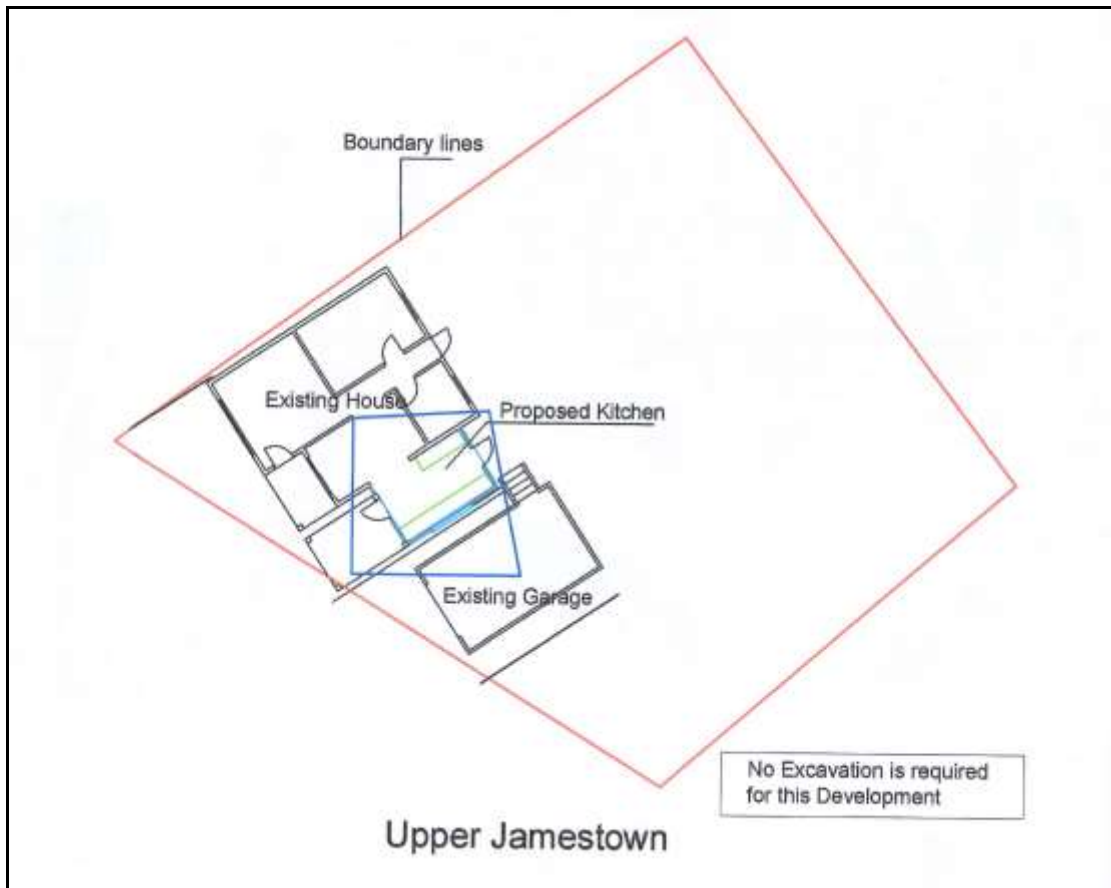 Boundary lines
Existing House
Proposed Kitchen
Existing Garage
No Excavation is required
for this Development
Upper Jamestown